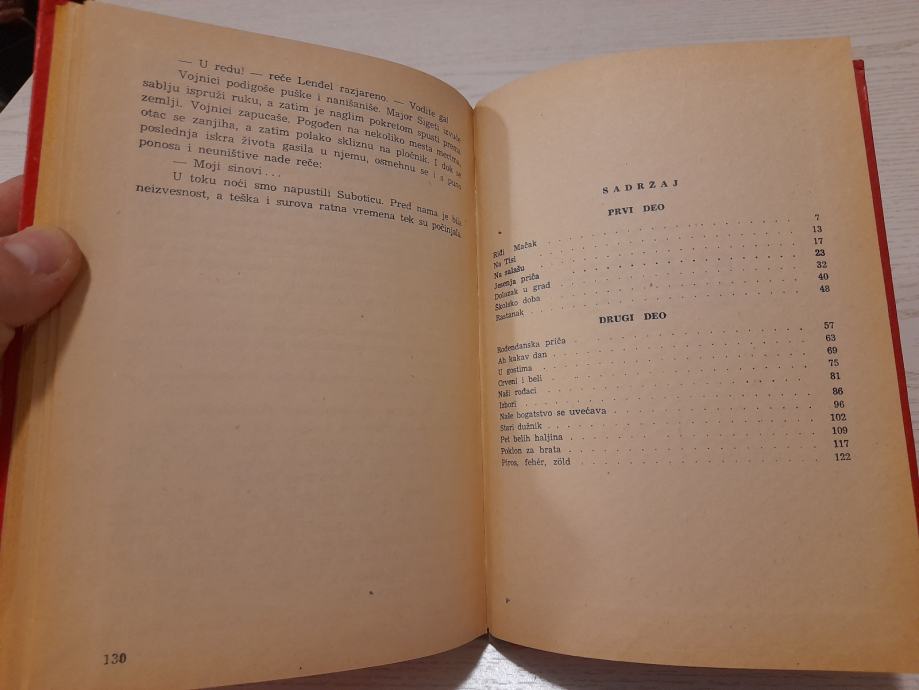 — U redu! — reče Lenđel razjareno. — Vodite ga!
Vojnici podigoše puške i nanišaniše. Major Sigeti izvuče
sablju ispruži ruku, a zatim je naglim pokretom spusti prema
zemlji. Vojnici zapucaše. Pogođen na nekoliko mesta mecima,
otac se zanjiha, a zatim polako skliznu na pločnik. I dok se
poslednja iskra života gasila u njemu, osmehnu se i s puno
ponosa i neuništive nade reče:
— Moji sinovi...
U toku noći smo napustili Suboticu. Pred nama je bila
neizvesnost, a teška i surova ratna vremena tek su počinjala.
130
SADRŽAJ
PRVI DEO
Riđi Mačak 7
Na Tisi 13
Na salašu 17
Jesenja priča 23
Dolazak u grad 32
Školsko doba 40
Rastanak 48
DRUGI DEO
Rođendanska priča 57
Ah kakav dan 63
U gostima 69
Crveni i beli 75
Naši rođaci 81
Izbori 86
Naše bogatstvo se uvećava 96
Stari dužnik 102
Pet belih haljina 109
Poklon za brata 117
Piros, fehér, zöld 122